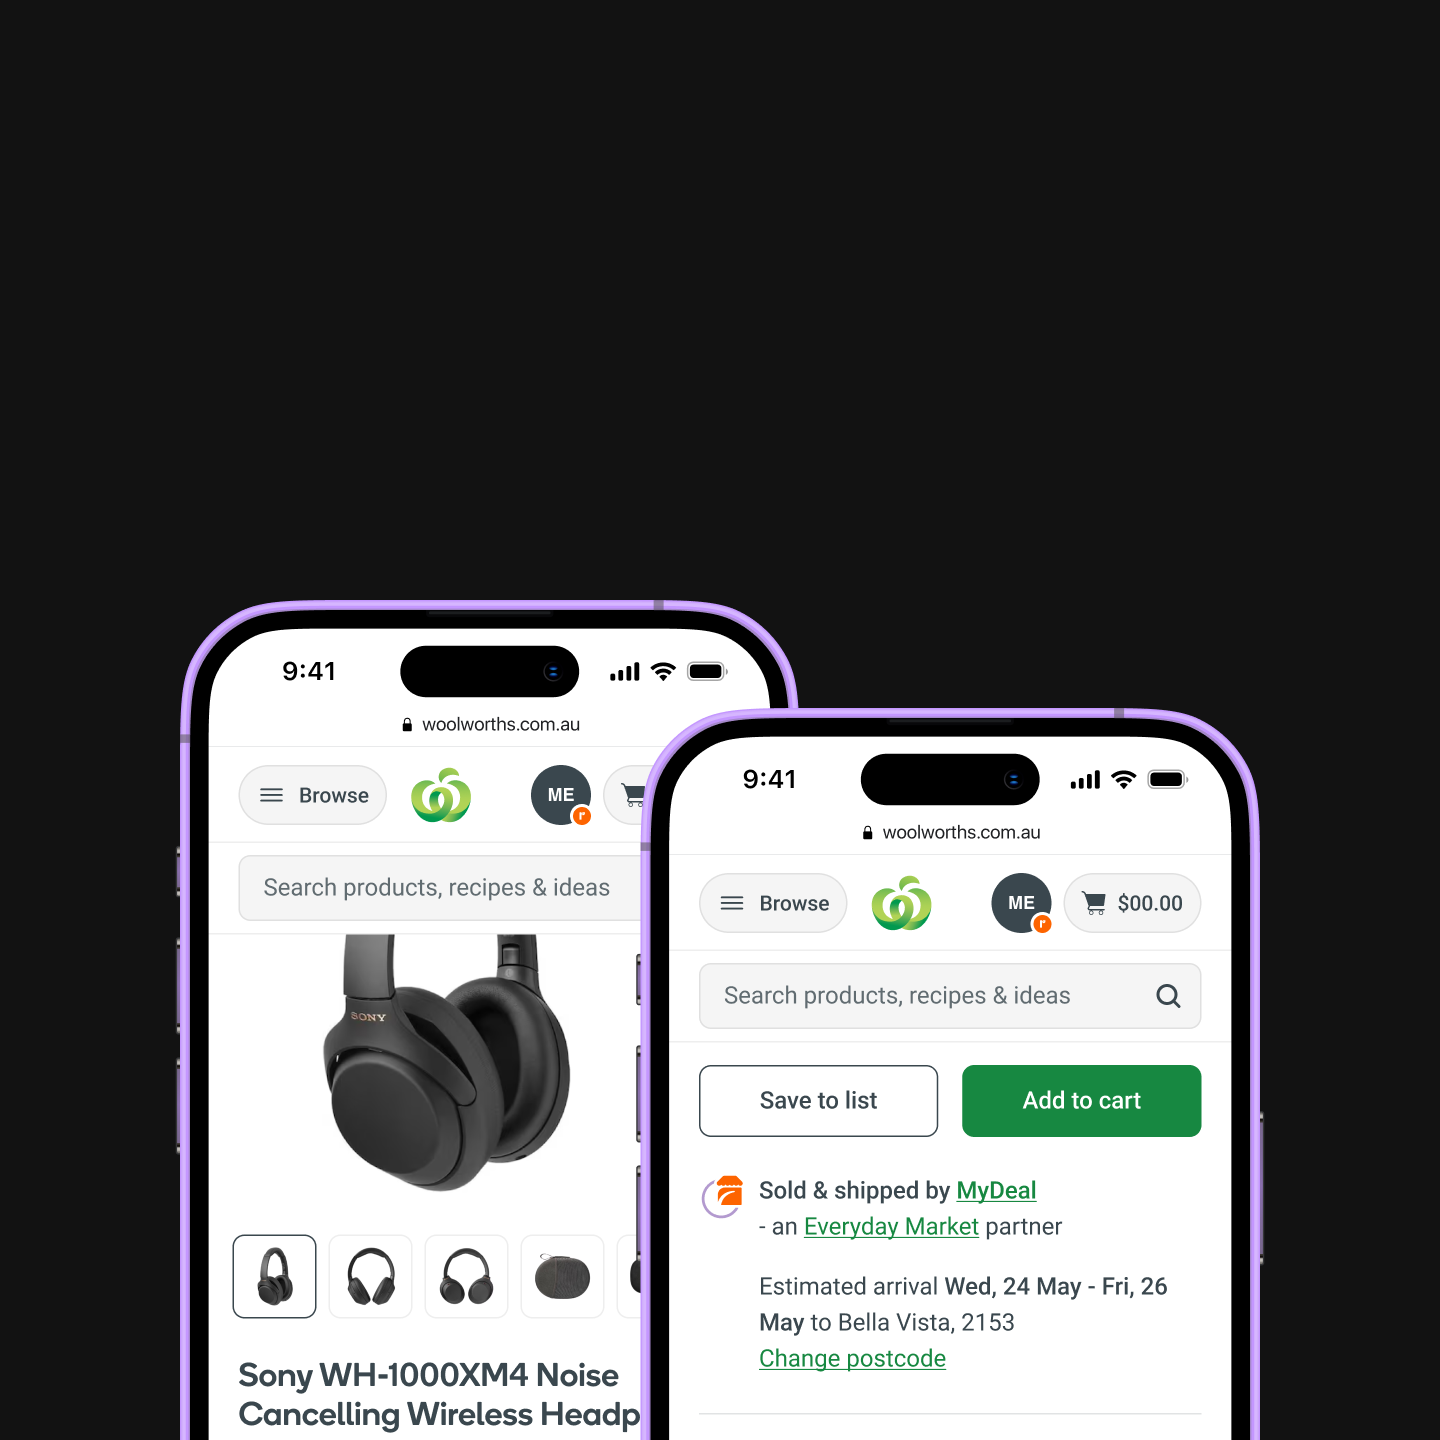 9:41
woolworths.com.au
Browse
ME
r
Search products, recipes & ideas
SONY
Sony WH-1000XM4 Noise
Cancelling Wireless Headp
9:41
woolworths.com.au
Browse
ME
r
$00.00
Search products, recipes & ideas
Save to list
Add to cart
Sold & shipped by MyDeal
- an Everyday Market partner
Estimated arrival Wed, 24 May - Fri, 26
May to Bella Vista, 2153
Change postcode